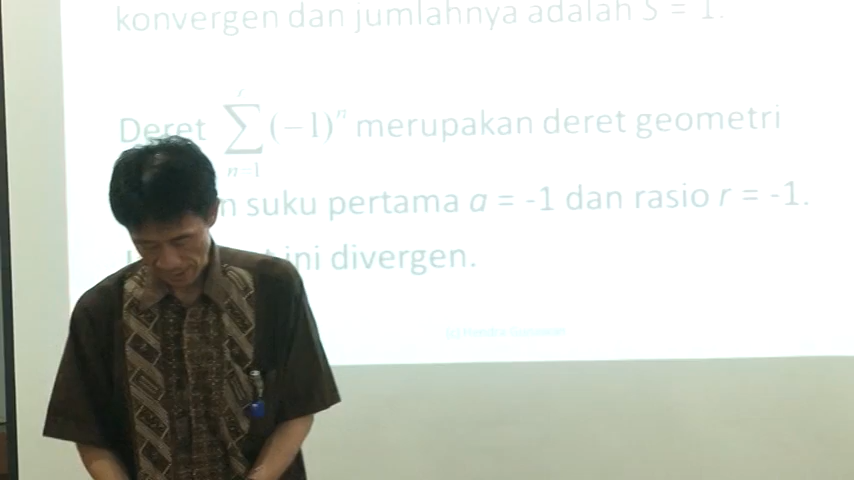 konvergen dan jumlahnya adalah S = 1.
Deret \sum_{n=1} (−1)^n merupakan deret geometri
n suku pertama a = -1 dan rasio r = -1.
ini divergen.